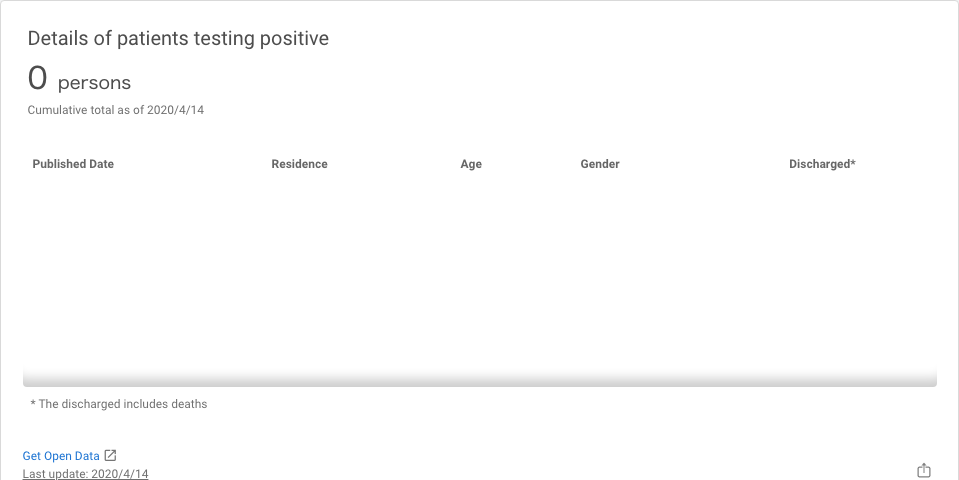 Details of patients testing positive
0 persons
Cumulative total as of 2020/4/14
Published Date Residence Age Gender Discharged*
* The discharged includes deaths
Get Open Data
Last update: 2020/4/14